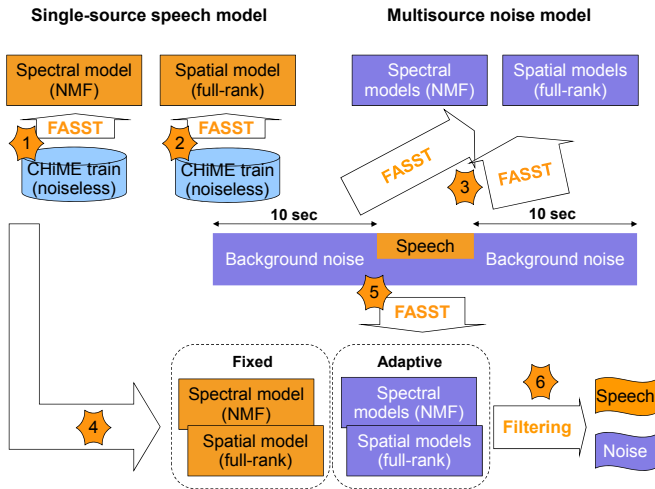 Single-source speech model
Multisource noise model
Spectral model
(NMF)
Spatial model
(full-rank)
Spectral
models (NMF)
Spatial models
(full-rank)
FASST
FASST
1
2
CHiME train
(noiseless)
CHiME train
(noiseless)
FASST
FASST
3
10 sec
10 sec
Background noise
Speech
Background noise
5
FASST
Fixed
Adaptive
Spectral model
(NMF)
Spatial model
(full-rank)
Spectral
models (NMF)
Spatial models
(full-rank)
4
6
Filtering
Speech
Noise